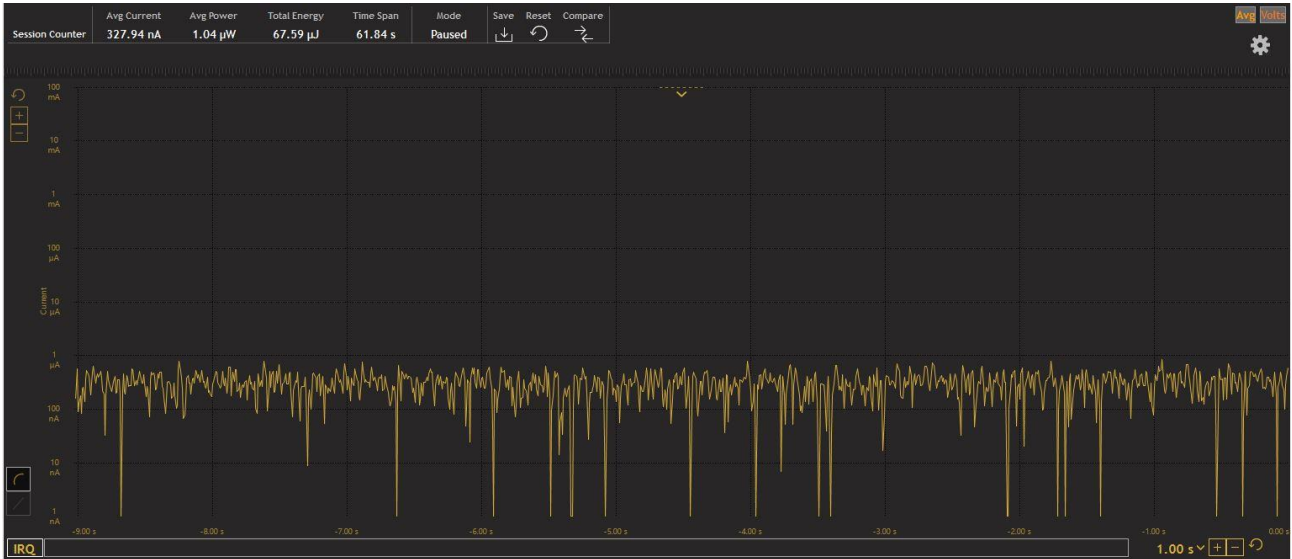 Avg Current Avg Power Total Energy Time Span Mode Save Reset Compare
Session Counter 327.94 nA 1.04 µW 67.59 µJ 61.84 s Paused
Avg Volts
100
mA
10
mA
1
mA
100
µA
Current
10
µA
1
µA
100
nA
10
nA
1
nA
-9.00 s -8.00 s -7.00 s -6.00 s -5.00 s -4.00 s -3.00 s -2.00 s -1.00 s 0.00 s
IRQ 1.00 s